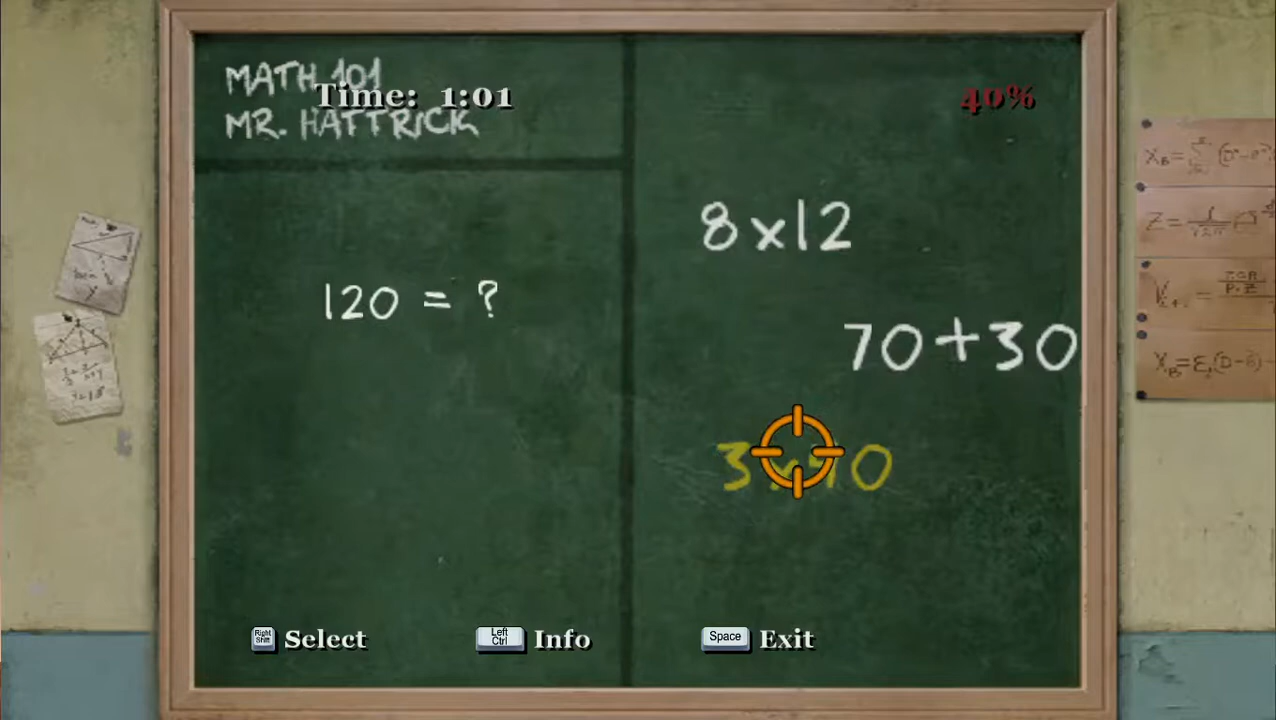 MATH 101
Time: 1:01
40%
MR. HATTRICK
8x12
120 = ?
70+30
3x40
Right Shift Select
Left Ctrl Info
Space Exit